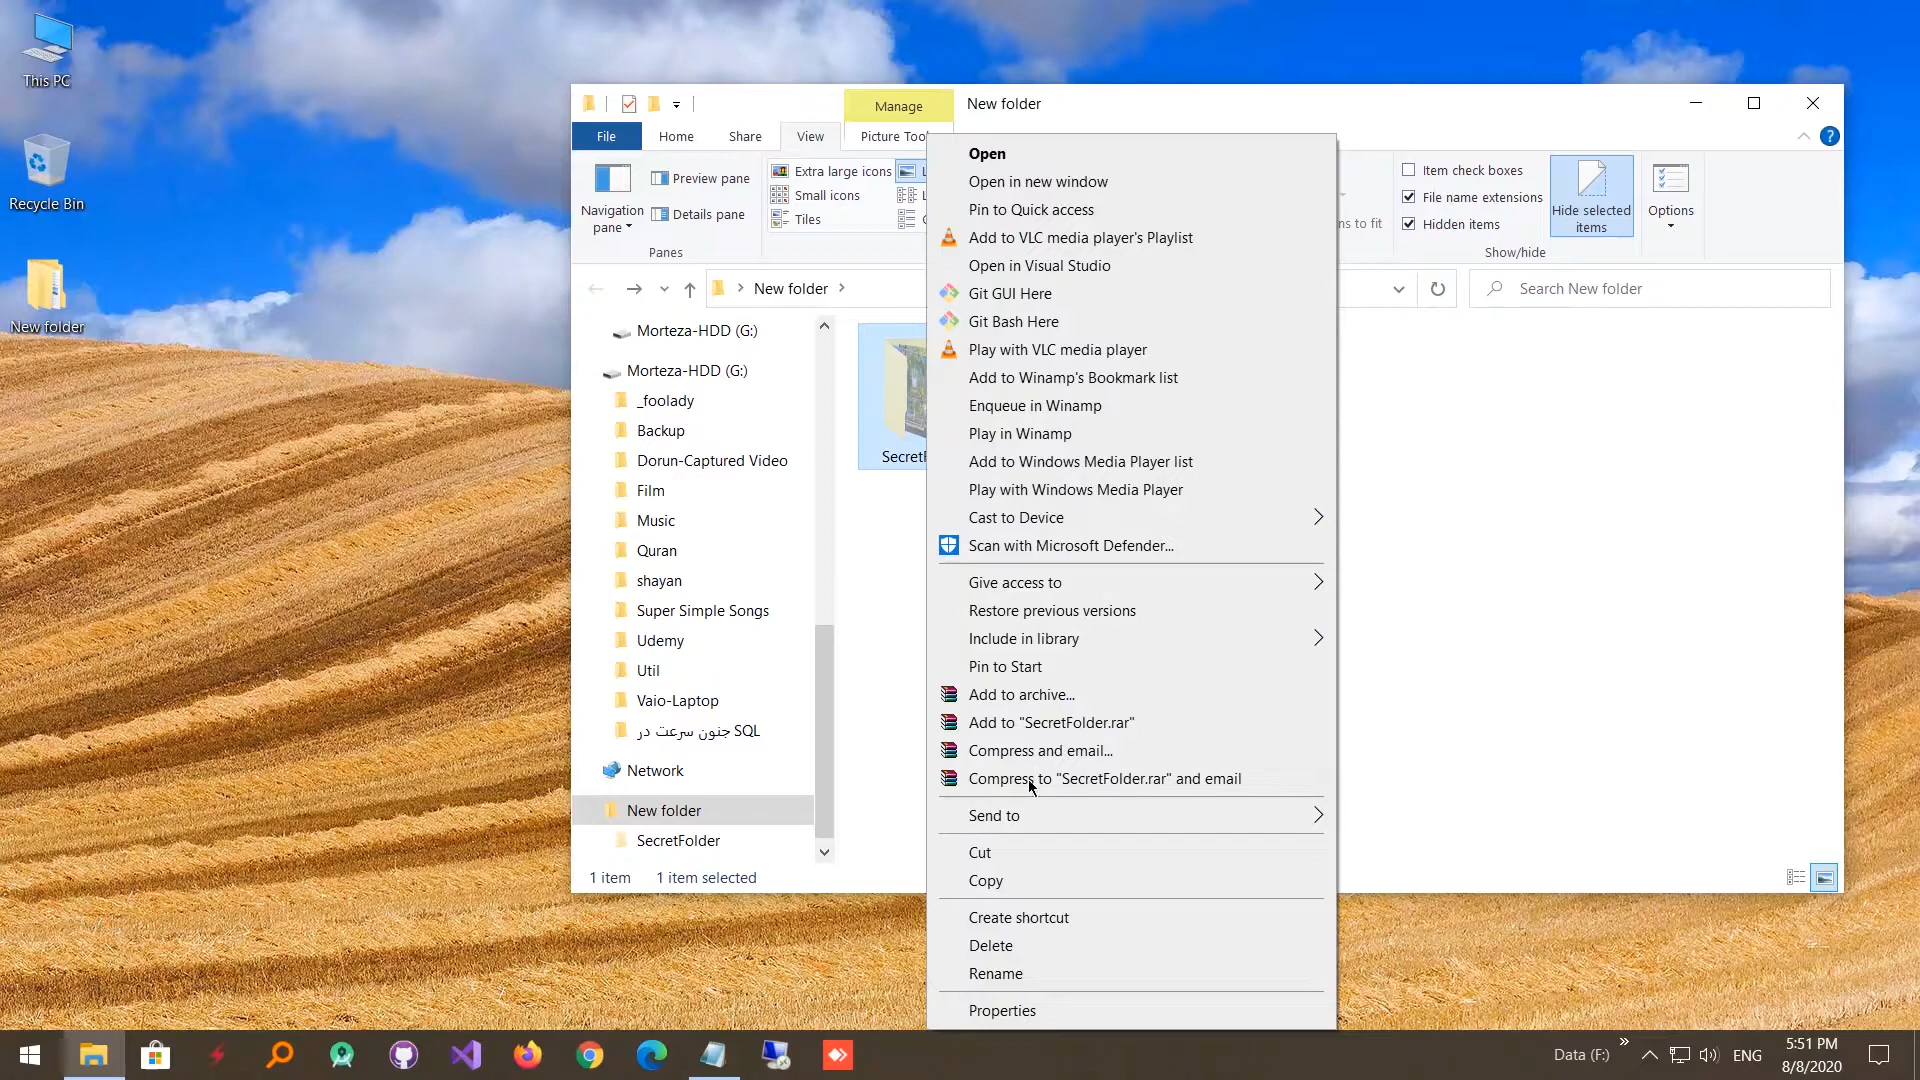 This PC
Recycle Bin
New folder
Manage
New folder
File
Home
Share
View
Picture Too
Navigation
pane
Preview pane
Details pane
Panes
Extra large icons
Small icons
Tiles
ns to fit
Item check boxes
File name extensions
Hidden items
Hide selected
items
Show/hide
Options
New folder
Search New folder
Morteza-HDD (G:)
Morteza-HDD (G:)
_foolady
Backup
Dorun-Captured Video
Film
Music
Quran
shayan
Super Simple Songs
Udemy
Util
Vaio-Laptop
جنون سرعت در SQL
Network
New folder
SecretFolder
1 item
1 item selected
Secret
Open
Open in new window
Pin to Quick access
Add to VLC media player's Playlist
Open in Visual Studio
Git GUI Here
Git Bash Here
Play with VLC media player
Add to Winamp's Bookmark list
Enqueue in Winamp
Play in Winamp
Add to Windows Media Player list
Play with Windows Media Player
Cast to Device
Scan with Microsoft Defender...
Give access to
Restore previous versions
Include in library
Pin to Start
Add to archive...
Add to "SecretFolder.rar"
Compress and email...
Compress to "SecretFolder.rar" and email
Send to
Cut
Copy
Create shortcut
Delete
Rename
Properties
Data (F:)
ENG
5:51 PM
8/8/2020